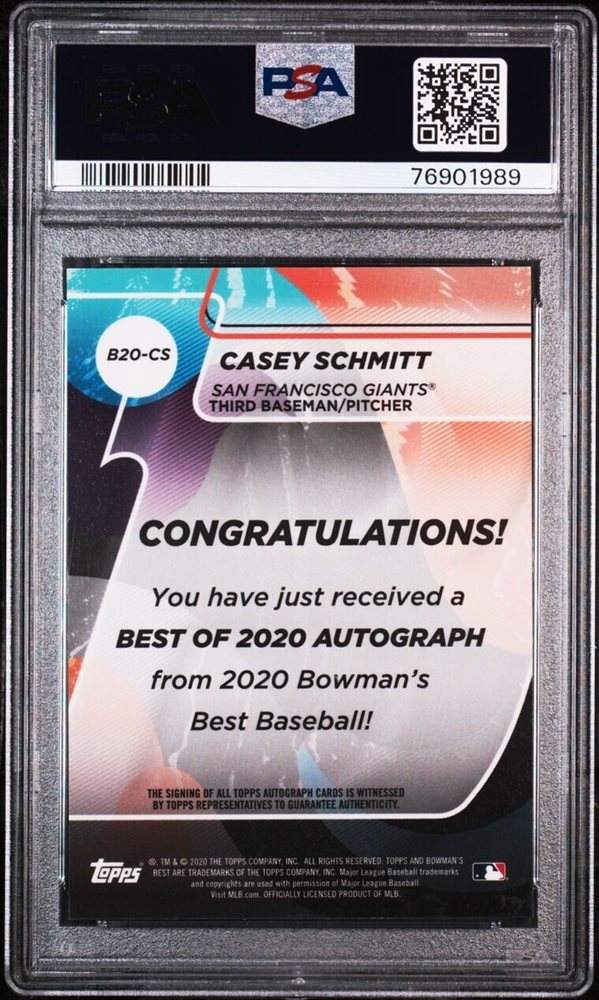 PSA
76901989
B20-CS
CASEY SCHMITT
SAN FRANCISCO GIANTS®
THIRD BASEMAN/PITCHER
CONGRATULATIONS!
You have just received a
BEST OF 2020 AUTOGRAPH
from 2020 Bowman's
Best Baseball!
THE SIGNING OF ALL TOPPS AUTOGRAPH CARDS IS WITNESSED
BY TOPPS REPRESENTATIVES TO GUARANTEE AUTHENTICITY.
Topps
®, TM & © 2020 THE TOPPS COMPANY, INC. ALL RIGHTS RESERVED. TOPPS AND BOWMAN'S
BEST ARE TRADEMARKS OF THE TOPPS COMPANY, INC. Major League Baseball trademarks
and copyrights are used with permission of Major League Baseball.
Visit MLB.com. OFFICIALLY LICENSED PRODUCT OF MLB.